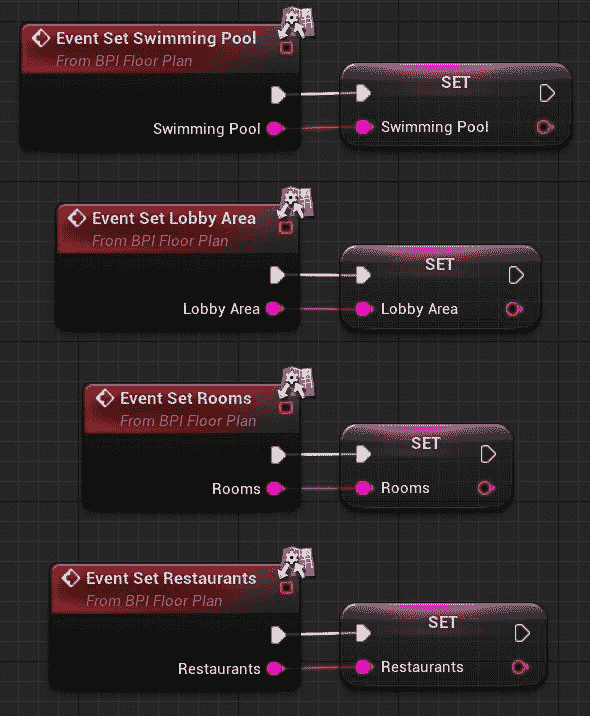 Event Set Swimming Pool
From BPI Floor Plan
SET
Swimming Pool
Swimming Pool
Event Set Lobby Area
From BPI Floor Plan
SET
Lobby Area
Lobby Area
Event Set Rooms
From BPI Floor Plan
SET
Rooms
Rooms
Event Set Restaurants
From BPI Floor Plan
SET
Restaurants
Restaurants